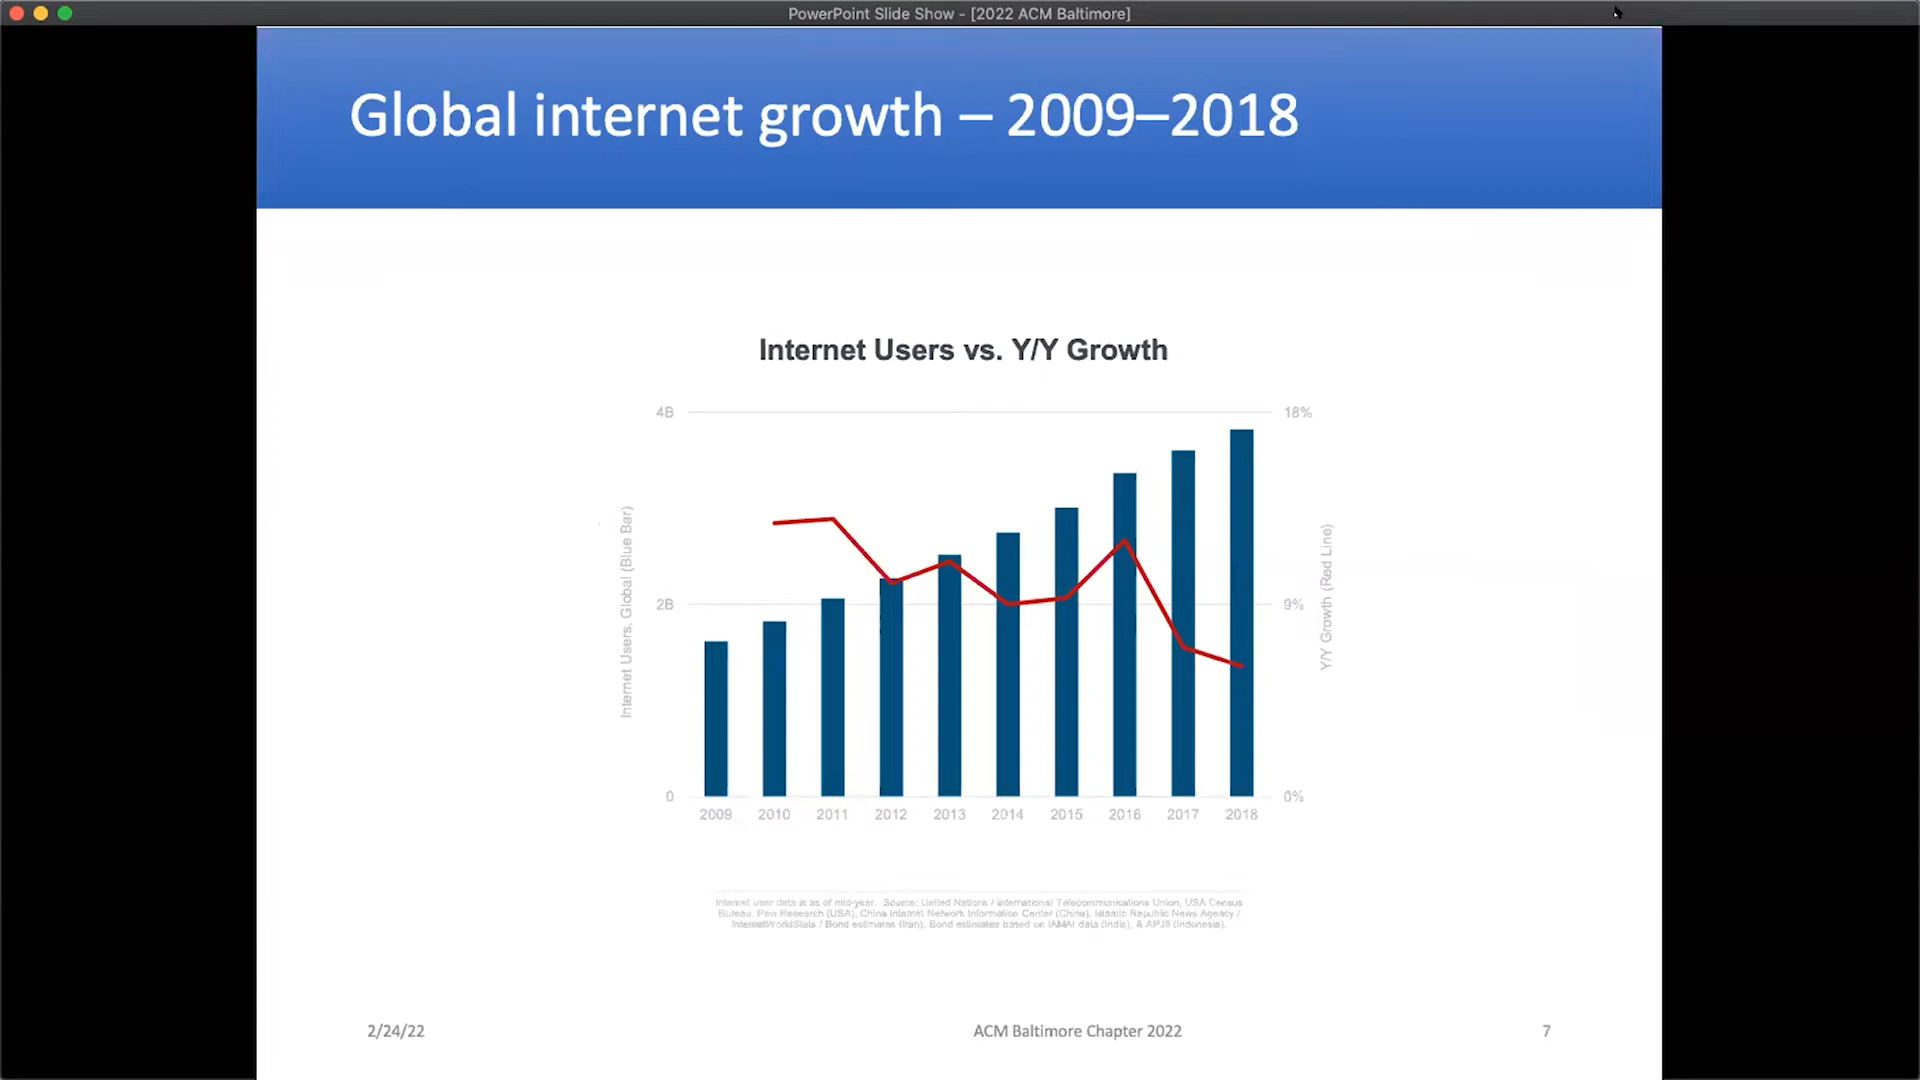 PowerPoint Slide Show - [2022 ACM Baltimore]
Global internet growth – 2009–2018
Internet Users vs. Y/Y Growth
4B
18%
Internet Users, Global (Blue Bar)
Y/Y Growth (Red Line)
2B
9%
0
0%
2009 2010 2011 2012 2013 2014 2015 2016 2017 2018
Internet user data is as of mid-year. Source: United Nations / International Telecommunications Union, USA Census
Bureau. Pew Research (USA), China Internet Network Information Center (China), Islamic Republic News Agency /
InternetWorldStats / Bond estimates (Iran), Bond estimates based on IAMAI data (India), & APJII (Indonesia).
2/24/22
ACM Baltimore Chapter 2022
7